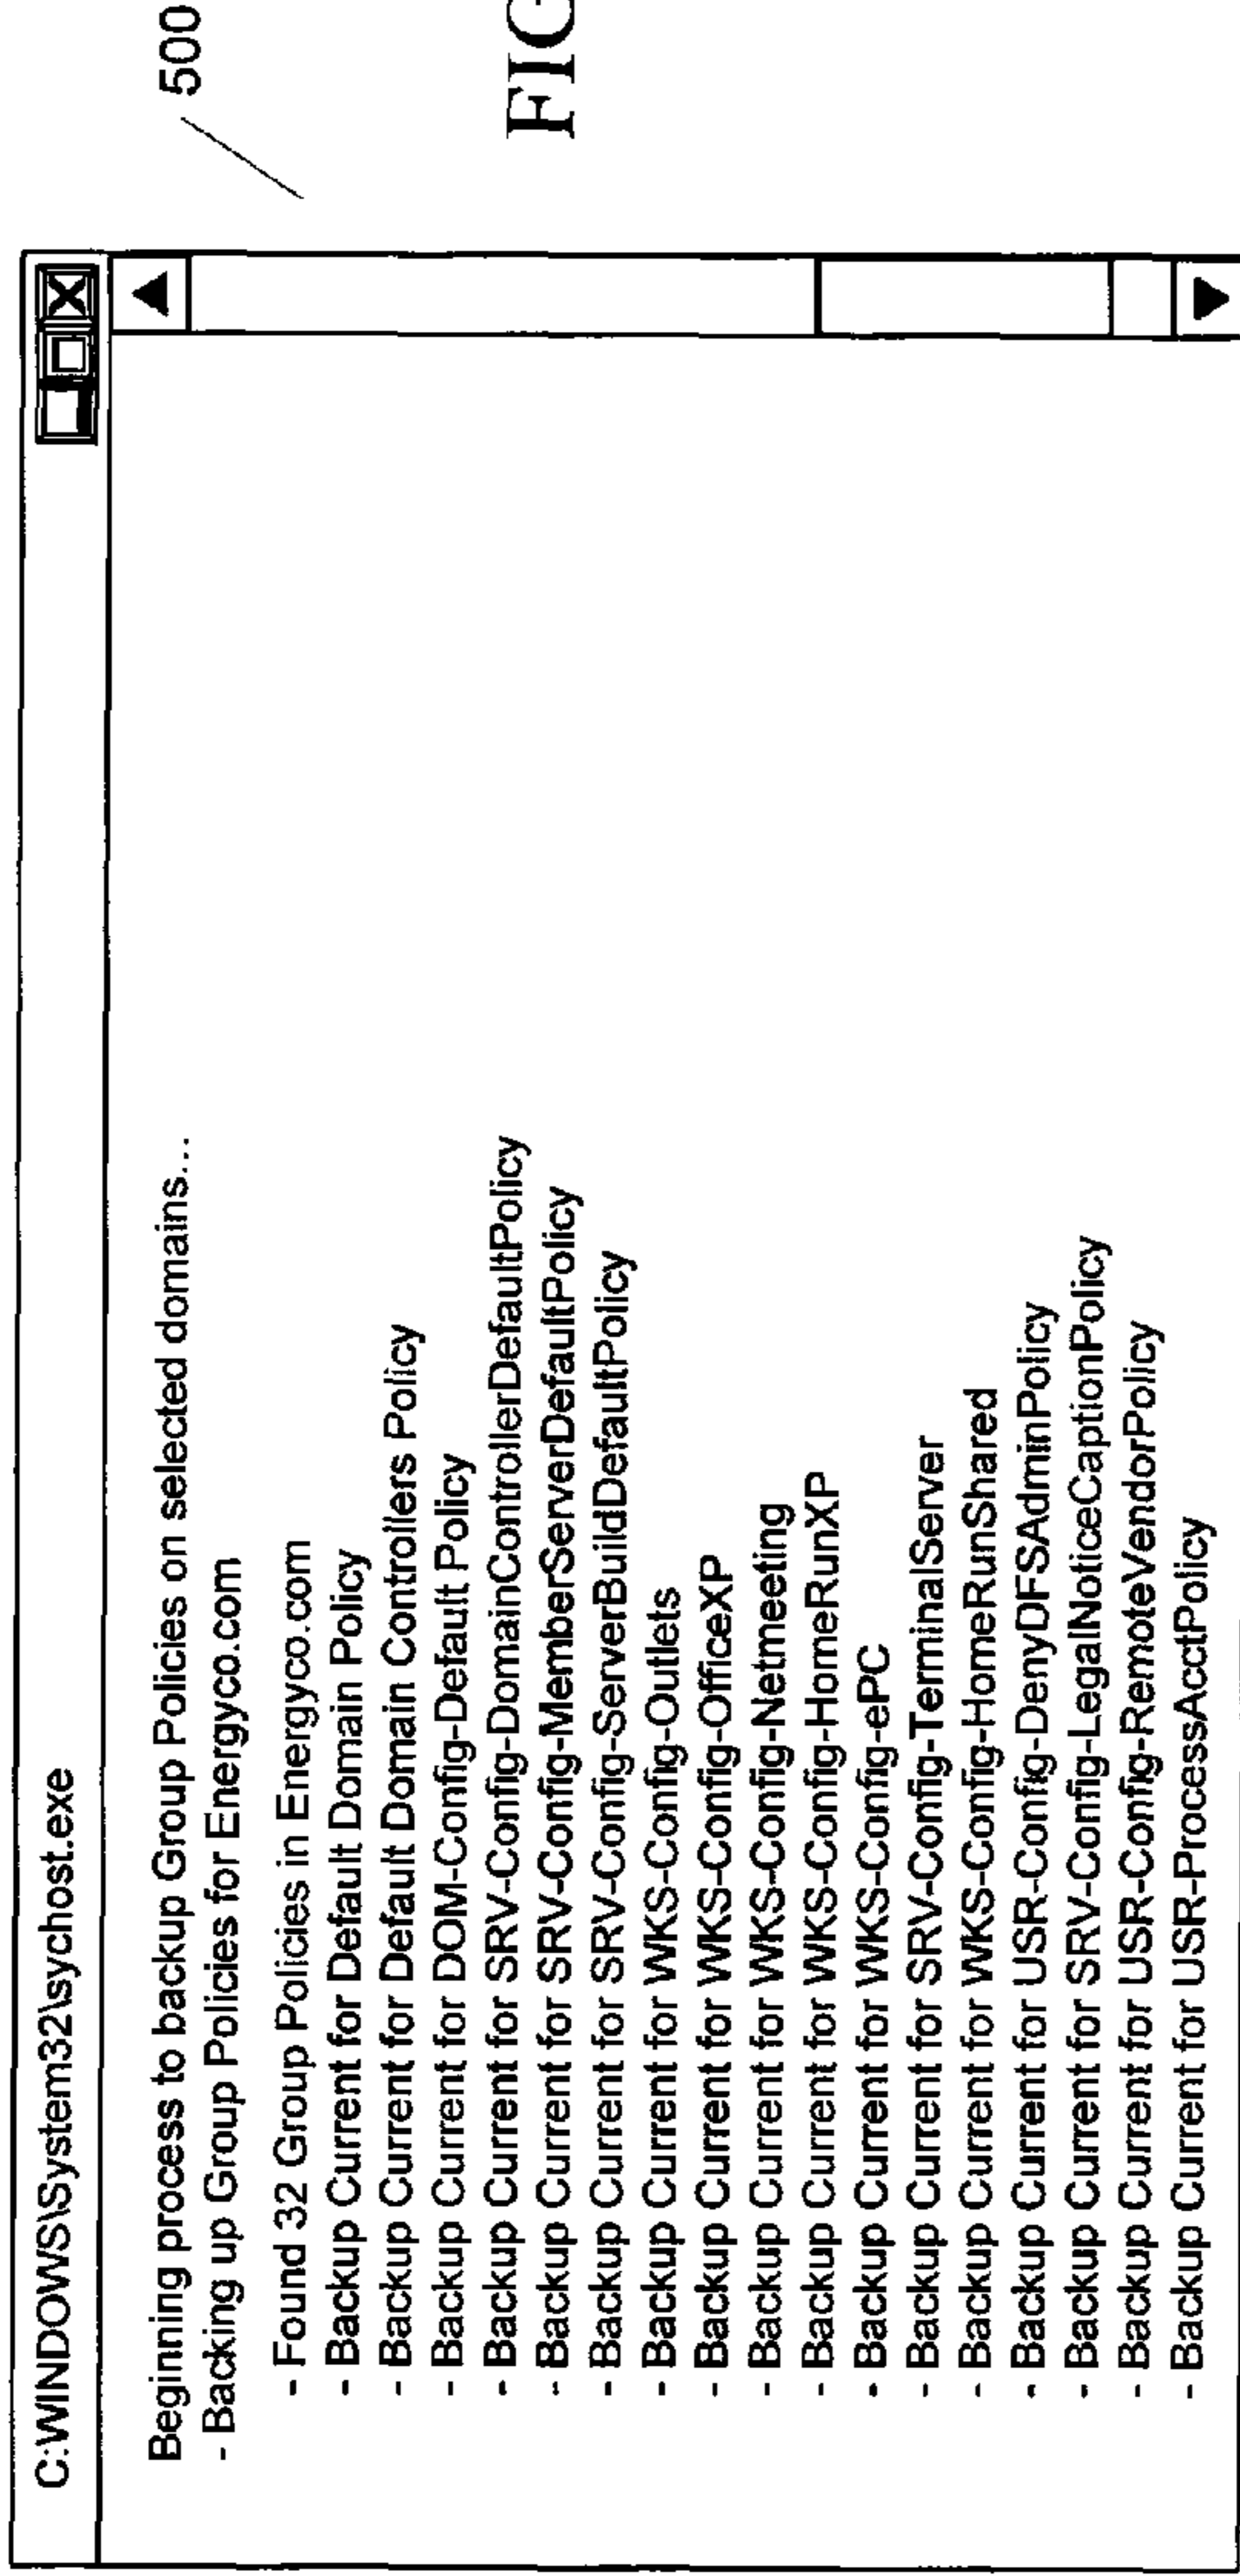 C:WINDOWS\System32\sychost.exe
Beginning process to backup Group Policies on selected domains...
- Backing up Group Policies for Energyco.com
- Found 32 Group Policies in Energyco.com
- Backup Current for Default Domain Policy
- Backup Current for Default Domain Controllers Policy
- Backup Current for DOM-Config-Default Policy
- Backup Current for SRV-Config-DomainControllerDefaultPolicy
- Backup Current for SRV-Config-MemberServerDefaultPolicy
- Backup Current for SRV-Config-ServerBuildDefaultPolicy
- Backup Current for WKS-Config-Outlets
- Backup Current for WKS-Config-OfficeXP
- Backup Current for WKS-Config-Netmeeting
- Backup Current for WKS-Config-HomeRunXP
- Backup Current for WKS-Config-ePC
- Backup Current for SRV-Config-TerminalServer
- Backup Current for WKS-Config-HomeRunShared
- Backup Current for USR-Config-DenyDFSAdminPolicy
- Backup Current for SRV-Config-LegalNoticeCaptionPolicy
- Backup Current for USR-Config-RemoteVendorPolicy
- Backup Current for USR-ProcessAcctPolicy
500